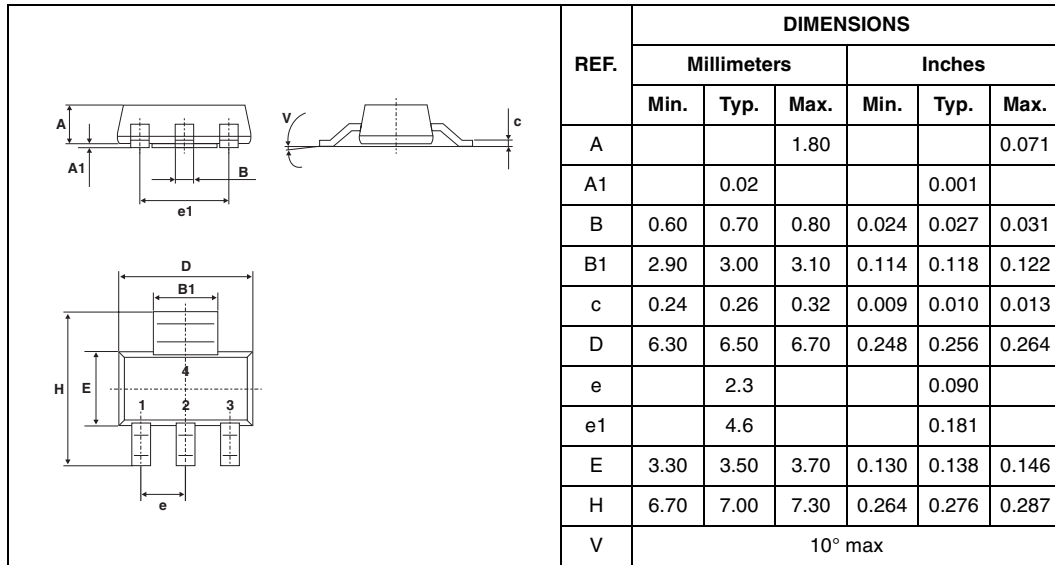 A
A1
B
e1
V
c
D
B1
H
E
4
1 2 3
e
DIMENSIONS
REF. Millimeters Inches
Min. Typ. Max. Min. Typ. Max.
A 1.80 0.071
A1 0.02 0.001
B 0.60 0.70 0.80 0.024 0.027 0.031
B1 2.90 3.00 3.10 0.114 0.118 0.122
c 0.24 0.26 0.32 0.009 0.010 0.013
D 6.30 6.50 6.70 0.248 0.256 0.264
e 2.3 0.090
e1 4.6 0.181
E 3.30 3.50 3.70 0.130 0.138 0.146
H 6.70 7.00 7.30 0.264 0.276 0.287
V 10° max